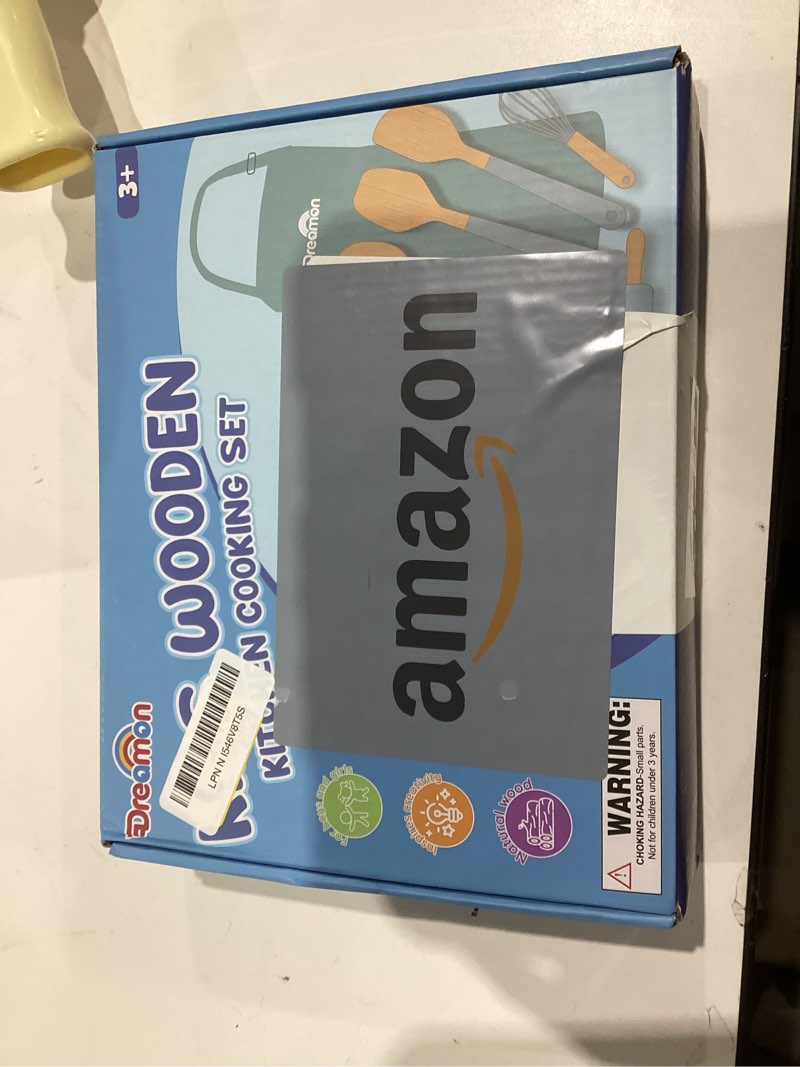 3+
Dreamon
WOODEN
COOKING SET
Dreamon
amazon
LPN N I546V8T5S
For boys and girls
Inspires creativity
Natural wood
WARNING:
CHOKING HAZARD-Small parts.
Not for children under 3 years.